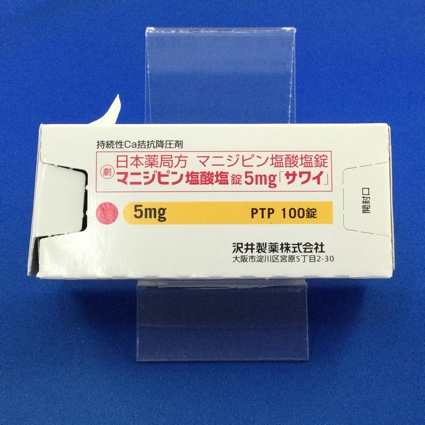 持続性Ca拮抗降圧剤
日本薬局方 マニジピン塩酸塩錠
劇 マニジピン塩酸塩錠5mg「サワイ」
5mg PTP 100錠
開封口
沢井製薬株式会社
大阪市淀川区宮原5丁目2-30